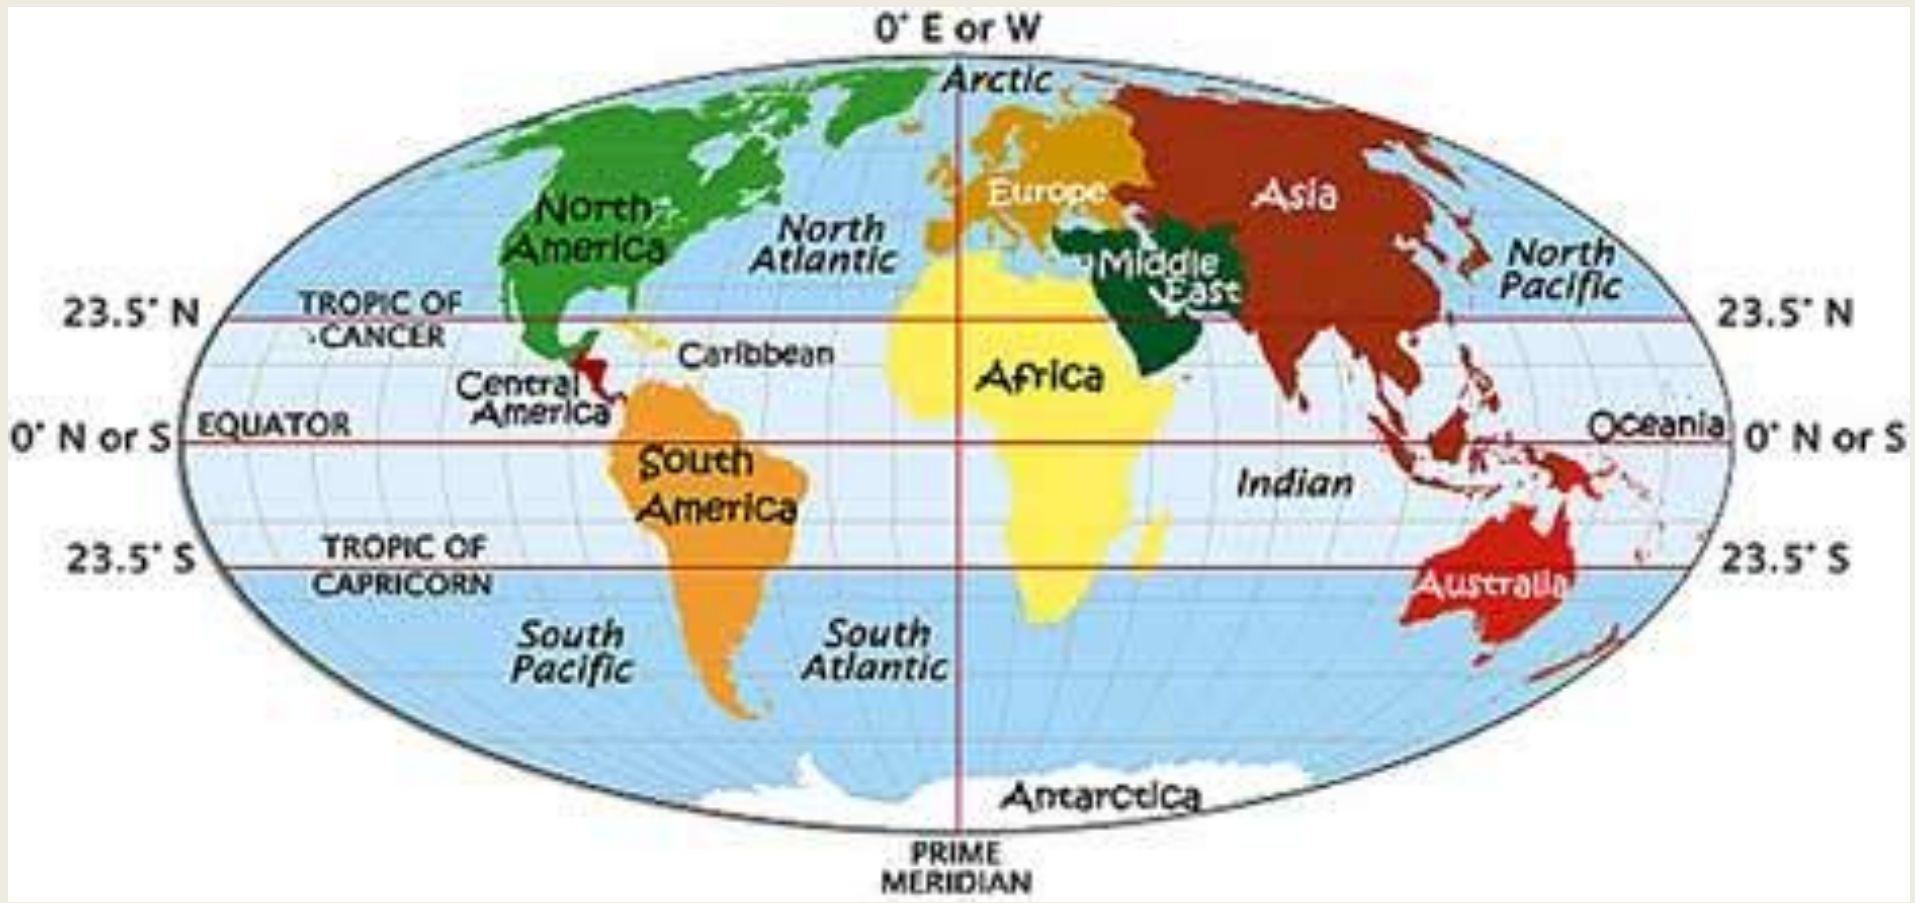 0° E or W
Arctic
North
America
Europe
Asia
North
Atlantic
Middle
East
North
Pacific
23.5° N
TROPIC OF
CANCER
23.5° N
Caribbean
Central
America
Africa
0° N or S
EQUATOR
Oceania
0° N or S
South
America
Indian
23.5° S
TROPIC OF
CAPRICORN
Australia
23.5° S
South
Pacific
South
Atlantic
Antarctica
PRIME
MERIDIAN